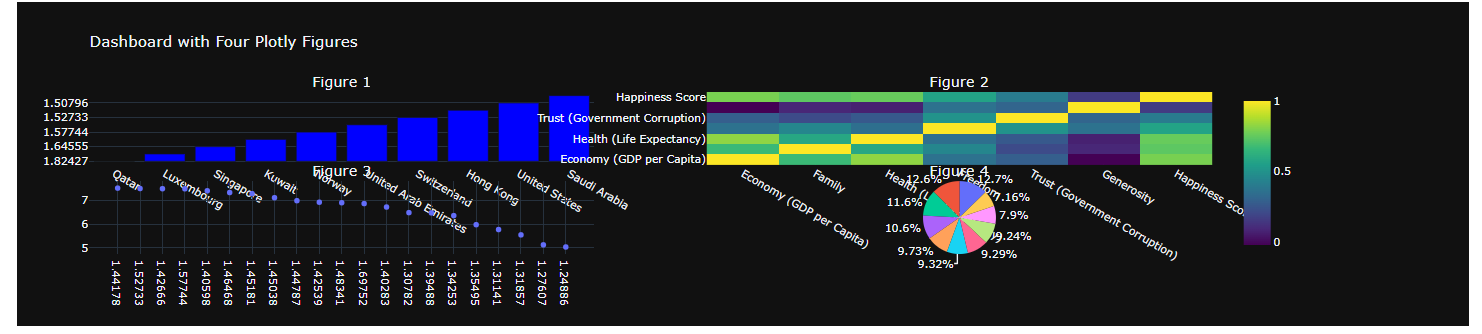 Dashboard with Four Plotly Figures
Figure 1
1.50796
1.52733
1.57744
1.64555
1.82427
Qatar
Luxembourg
Singapore
Kuwait
Norway
United Arab Emirates
Switzerland
Hong Kong
United States
Saudi Arabia
Figure 2
Happiness Score
Trust (Government Corruption)
Health (Life Expectancy)
Economy (GDP per Capita)
Economy (GDP per Capita)
Family
Health (L
Freedom
Trust (Government Corruption)
Generosity
Happiness Sco
1
0.5
0
Figure 3
7
6
5
1.44178
1.52733
1.42666
1.57744
1.40598
1.46468
1.45181
1.45038
1.44787
1.42539
1.48341
1.69752
1.40283
1.30782
1.39488
1.34253
1.35495
1.31141
1.31857
1.27607
1.24886
Figure 4
12.6%
12.7%
11.6%
7.16%
10.6%
7.9%
9.73%
9.24%
9.32%
9.29%